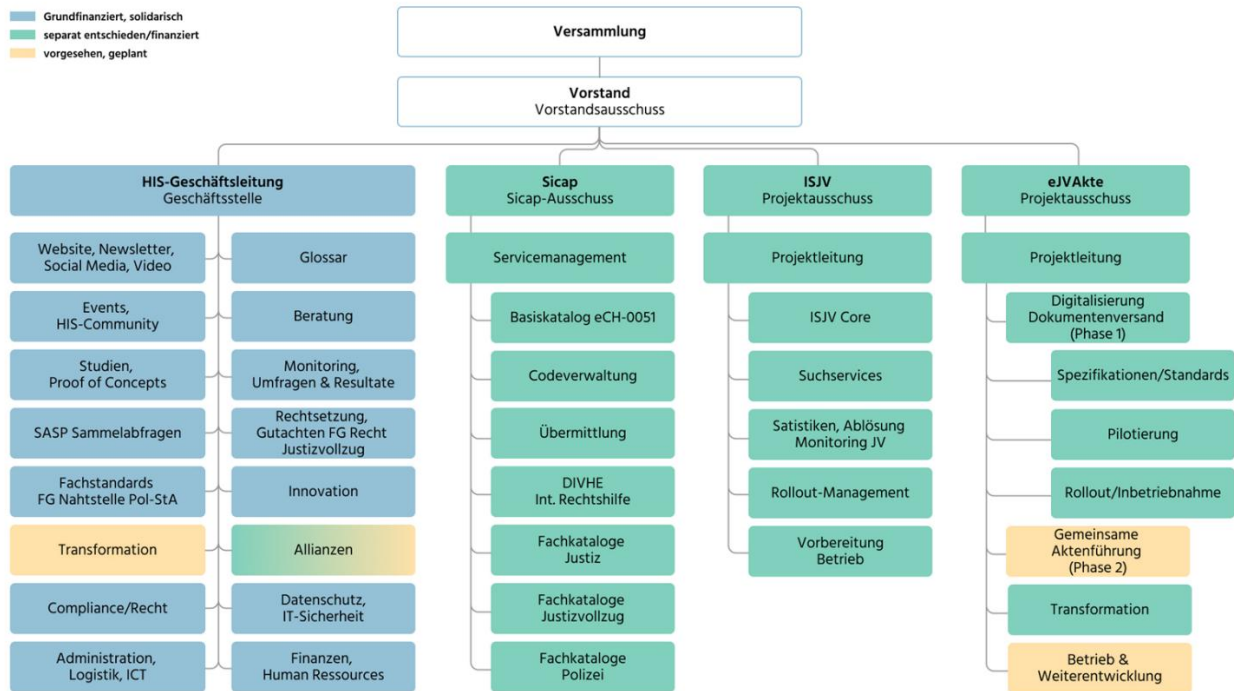 Grundfinanziert, solidarisch
separat entschieden/finanziert
vorgesehen, geplant
Versammlung
Vorstand
Vorstandsausschuss
HIS-Geschäftsleitung
Geschäftsstelle
Website, Newsletter,
Social Media, Video
Glossar
Events,
HIS-Community
Beratung
Studien,
Proof of Concepts
Monitoring,
Umfragen & Resultate
SASP Sammelabfragen
Rechtsetzung,
Gutachten FG Recht
Justizvollzug
Fachstandards
FG Nahtstelle Pol-StA
Innovation
Transformation
Allianzen
Compliance/Recht
Datenschutz,
IT-Sicherheit
Administration,
Logistik, ICT
Finanzen,
Human Ressources
Sicap
Sicap-Ausschuss
Servicemanagement
Basiskatalog eCH-0051
Codeverwaltung
Übermittlung
DIVHE
Int. Rechtshilfe
Fachkataloge
Justiz
Fachkataloge
Justizvollzug
Fachkataloge
Polizei
ISJV
Projektausschuss
Projektleitung
ISJV Core
Suchservices
Satistiken, Ablösung
Monitoring JV
Rollout-Management
Vorbereitung
Betrieb
eJVAkte
Projektausschuss
Projektleitung
Digitalisierung
Dokumentenversand
(Phase 1)
Spezifikationen/Standards
Pilotierung
Rollout/Inbetriebnahme
Gemeinsame
Aktenführung
(Phase 2)
Transformation
Betrieb &
Weiterentwicklung